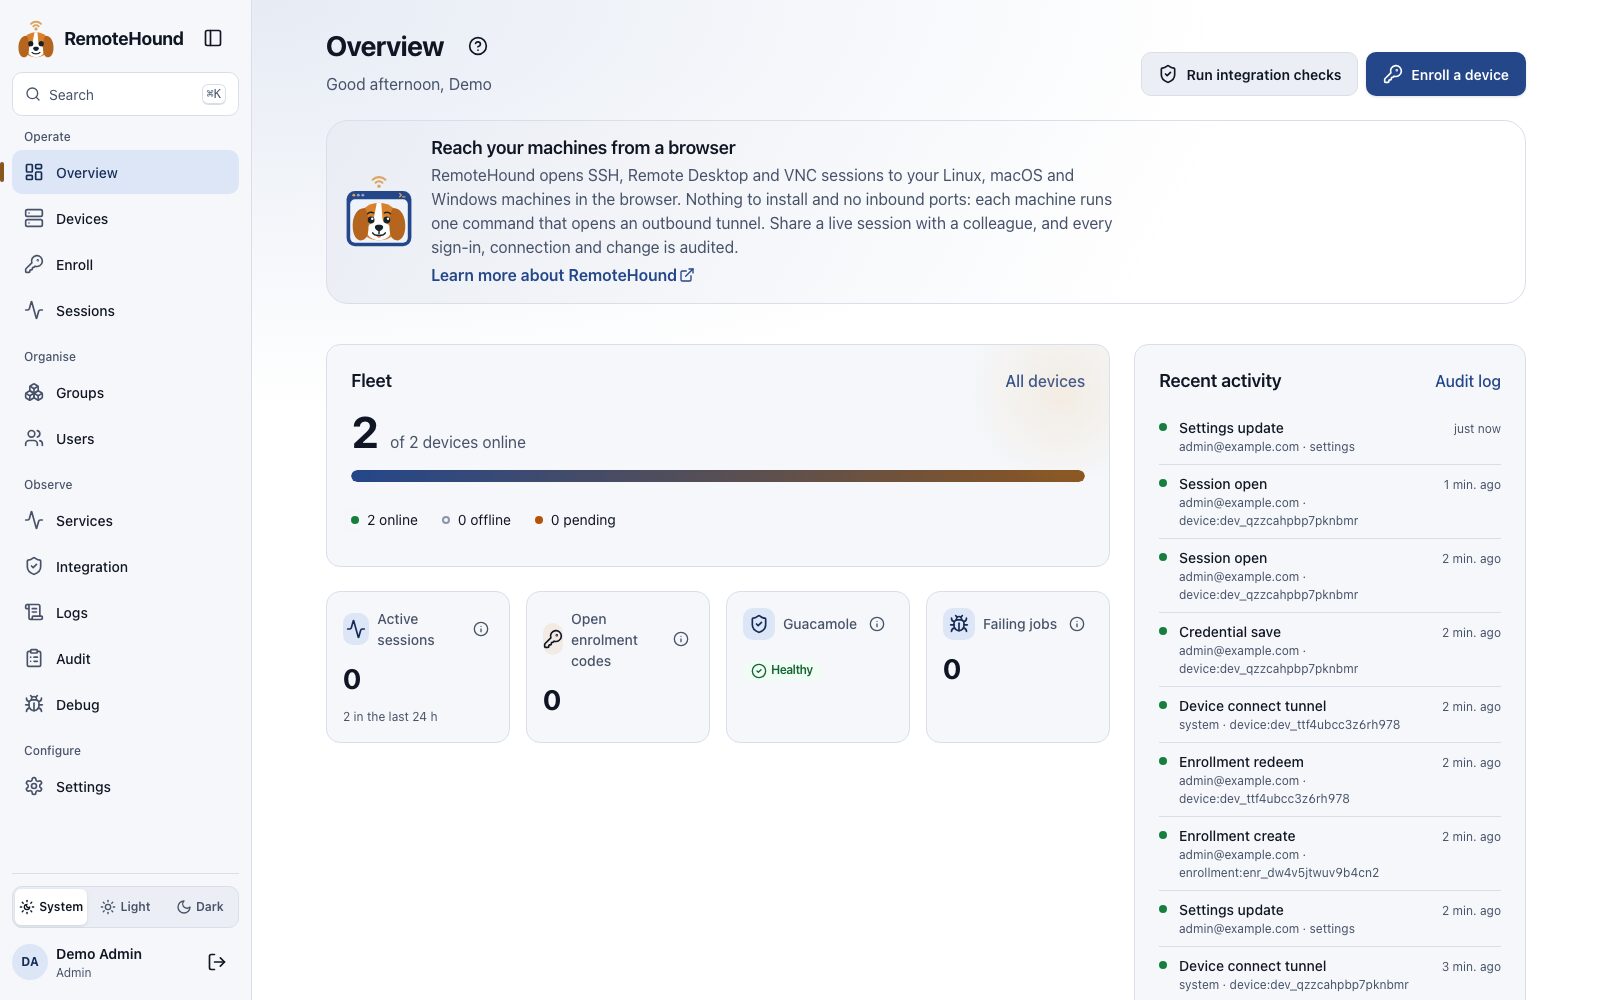 RemoteHound
Search
⌘K
Operate
Overview
Devices
Enroll
Sessions
Organise
Groups
Users
Observe
Services
Integration
Logs
Audit
Debug
Configure
Settings
System
Light
Dark
DA
Demo Admin
Admin
Overview
Good afternoon, Demo
Run integration checks
Enroll a device
Reach your machines from a browser
RemoteHound opens SSH, Remote Desktop and VNC sessions to your Linux, macOS and
Windows machines in the browser. Nothing to install and no inbound ports: each machine runs
one command that opens an outbound tunnel. Share a live session with a colleague, and every
sign-in, connection and change is audited.
Learn more about RemoteHound
Fleet
All devices
2 of 2 devices online
2 online
0 offline
0 pending
Active
sessions
0
2 in the last 24 h
Open
enrolment
codes
0
Guacamole
Healthy
Failing jobs
0
Recent activity
Audit log
Settings update
just now
admin@example.com · settings
Session open
1 min. ago
admin@example.com ·
device:dev_qzzcahpbp7pknbmr
Session open
2 min. ago
admin@example.com ·
device:dev_qzzcahpbp7pknbmr
Credential save
2 min. ago
admin@example.com ·
device:dev_qzzcahpbp7pknbmr
Device connect tunnel
2 min. ago
system · device:dev_ttf4ubcc3z6rh978
Enrollment redeem
2 min. ago
admin@example.com ·
device:dev_ttf4ubcc3z6rh978
Enrollment create
2 min. ago
admin@example.com ·
enrollment:enr_dw4v5jtwuv9b4cn2
Settings update
2 min. ago
admin@example.com · settings
Device connect tunnel
3 min. ago
system · device:dev_qzzcahpbp7pknbmr